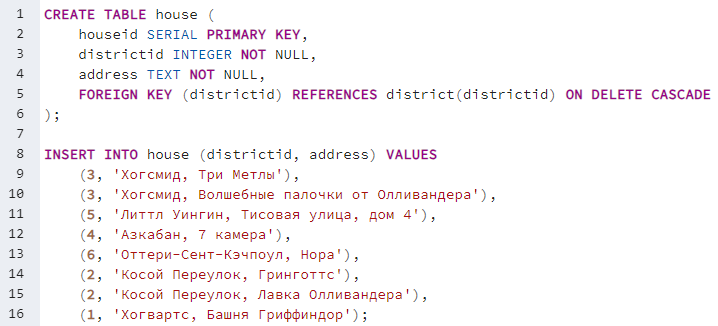 1 CREATE TABLE house (
2     houseid SERIAL PRIMARY KEY,
3     districtid INTEGER NOT NULL,
4     address TEXT NOT NULL,
5     FOREIGN KEY (districtid) REFERENCES district(districtid) ON DELETE CASCADE
6 );
7
8 INSERT INTO house (districtid, address) VALUES
9     (3, 'Хогсмид, Три Метлы'),
10     (3, 'Хогсмид, Волшебные палочки от Олливандера'),
11     (5, 'Литтл Уингин, Тисовая улица, дом 4'),
12     (4, 'Азкабан, 7 камера'),
13     (6, 'Оттери-Сент-Кэчпоул, Нора'),
14     (2, 'Косой Переулок, Гринготтс'),
15     (2, 'Косой Переулок, Лавка Олливандера'),
16     (1, 'Хогвартс, Башня Гриффиндор');